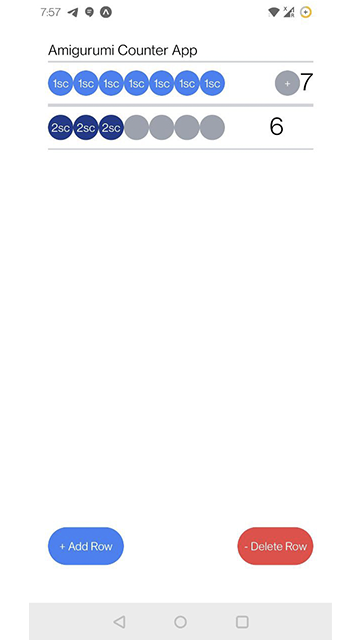 7:57
Amigurumi Counter App
1sc 1sc 1sc 1sc 1sc 1sc 1sc + 7
2sc 2sc 2sc 6
+ Add Row - Delete Row